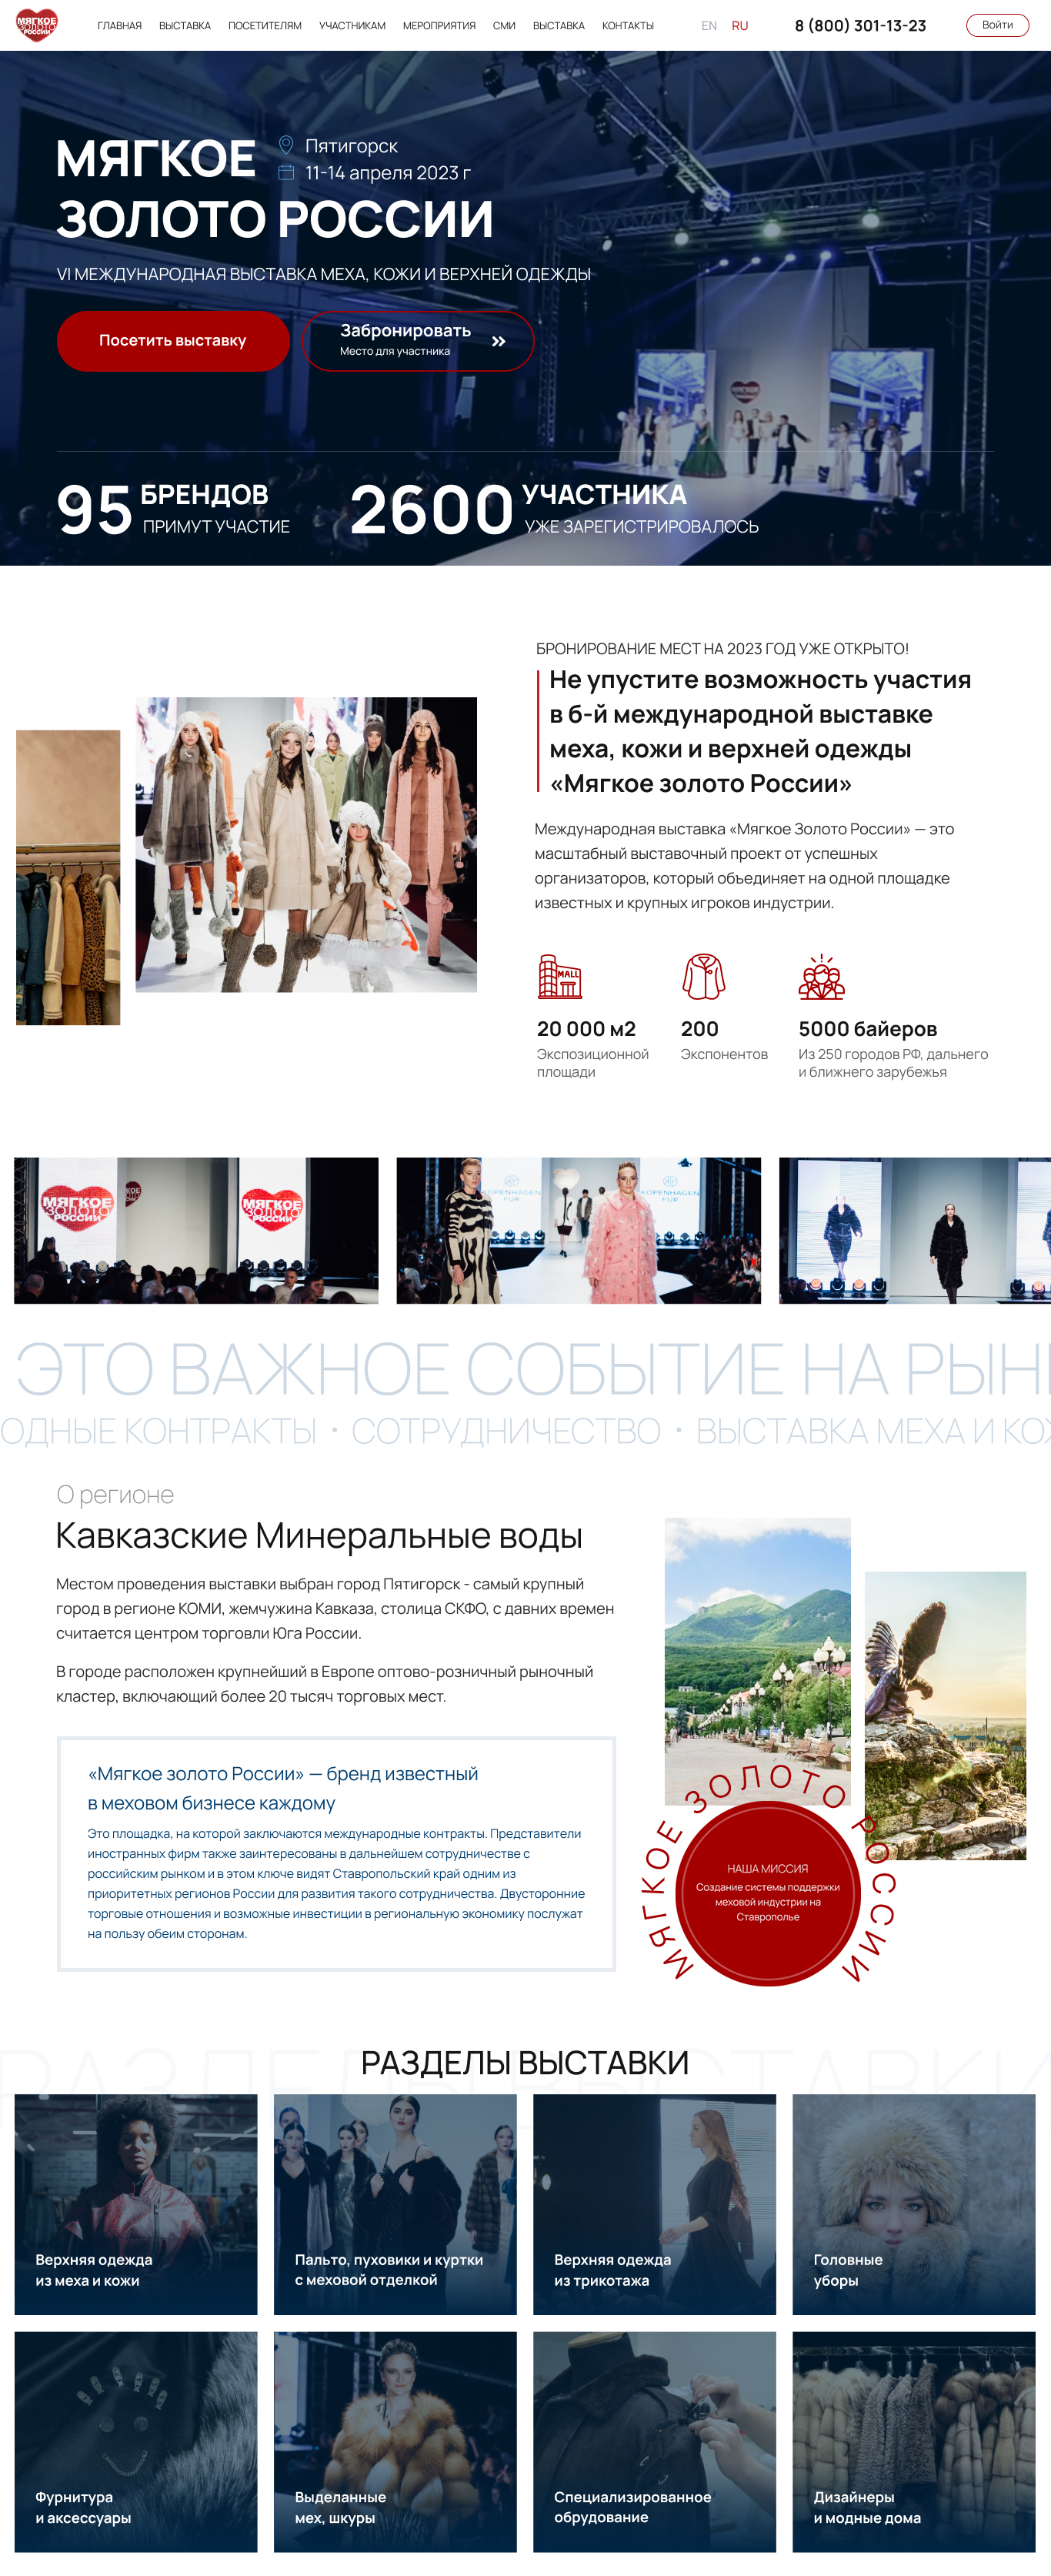 МЯГКОЕ
ЗОЛОТО
РОССИИ
ГЛАВНАЯ ВЫСТАВКА ПОСЕТИТЕЛЯМ УЧАСТНИКАМ МЕРОПРИЯТИЯ СМИ ВЫСТАВКА КОНТАКТЫ EN RU 8 (800) 301-13-23 Войти
МЯГКОЕ
Пятигорск
11-14 апреля 2023 г
ЗОЛОТО РОССИИ
VI МЕЖДУНАРОДНАЯ ВЫСТАВКА МЕХА, КОЖИ И ВЕРХНЕЙ ОДЕЖДЫ
Посетить выставку
Забронировать
Место для участника
95 БРЕНДОВ
ПРИМУТ УЧАСТИЕ
2600 УЧАСТНИКА
УЖЕ ЗАРЕГИСТРИРОВАЛОСЬ
БРОНИРОВАНИЕ МЕСТ НА 2023 ГОД УЖЕ ОТКРЫТО!
Не упустите возможность участия
в 6-й международной выставке
меха, кожи и верхней одежды
«Мягкое золото России»
Международная выставка «Мягкое Золото России» — это
масштабный выставочный проект от успешных
организаторов, который объединяет на одной площадке
известных и крупных игроков индустрии.
MALL
20 000 м2
Экспозиционной
площади
200
Экспонентов
5000 байеров
Из 250 городов РФ, дальнего
и ближнего зарубежья
МЯГКОЕ
ЗОЛОТО
РОССИИ
МЯГКОЕ
ЗОЛОТО
РОССИИ
COPENHAGEN
FUR
KOPENHAGEN
FUR
ЭТО ВАЖНОЕ СОБЫТИЕ НА РЫН
ОДНЫЕ КОНТРАКТЫ • СОТРУДНИЧЕСТВО • ВЫСТАВКА МЕХА И КОЖ
О регионе
Кавказские Минеральные воды
Местом проведения выставки выбран город Пятигорск - самый крупный
город в регионе КОМИ, жемчужина Кавказа, столица СКФО, с давних времен
считается центром торговли Юга России.
В городе расположен крупнейший в Европе оптово-розничный рыночный
кластер, включающий более 20 тысяч торговых мест.
«Мягкое золото России» — бренд известный
в меховом бизнесе каждому
Это площадка, на которой заключаются международные контракты. Представители
иностранных фирм также заинтересованы в дальнейшем сотрудничестве с
российским рынком и в этом ключе видят Ставропольский край одним из
приоритетных регионов России для развития такого сотрудничества. Двусторонние
торговые отношения и возможные инвестиции в региональную экономику послужат
на пользу обеим сторонам.
МЯГКОЕ ЗОЛОТО РОССИИ
НАША МИССИЯ
Создание системы поддержки
меховой индустрии на
Ставрополье
РАЗДЕЛЫ ВЫСТАВКИ
РАЗДЕЛЫ ВЫСТАВКИ
Верхняя одежда
из меха и кожи
Пальто, пуховики и куртки
с меховой отделкой
Верхняя одежда
из трикотажа
Головные
уборы
Фурнитура
и аксессуары
Выделанные
мех, шкуры
Специализированное
обрудование
Дизайнеры
и модные дома